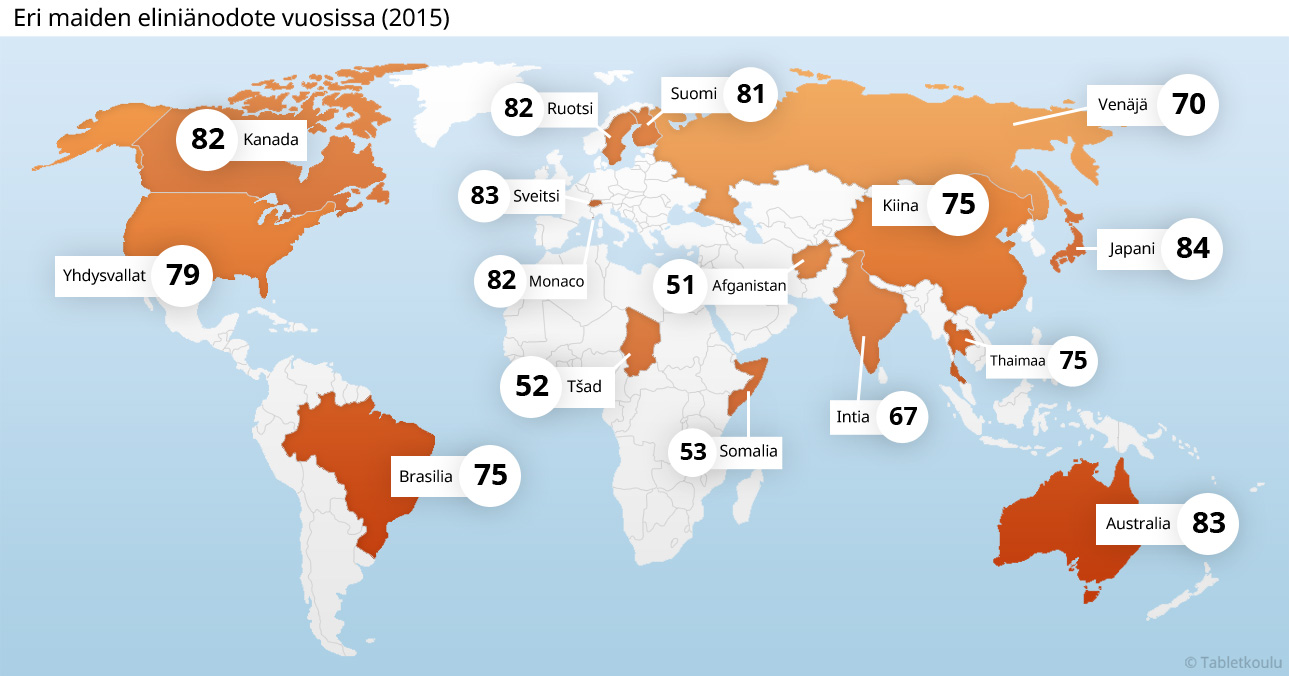 Eri maiden eliniänodote vuosissa (2015)
82 Ruotsi
Suomi 81
Venäjä 70
82 Kanada
83 Sveitsi
Kiina 75
Japani 84
Yhdysvallat 79
82 Monaco
51 Afganistan
Thaimaa 75
52 Tšad
Intia 67
53 Somalia
Brasilia 75
Australia 83
© Tabletkoulu